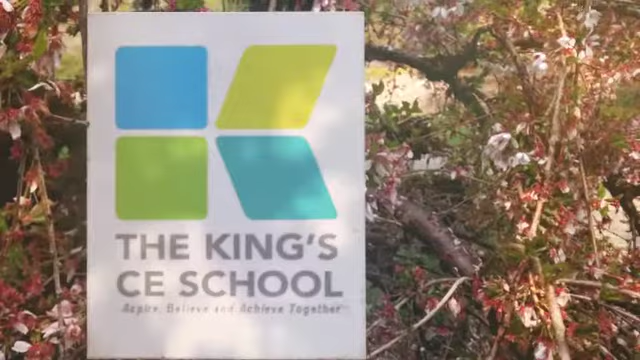 THE KING'S
CE SCHOOL
Aspire, Believe and Achieve Together